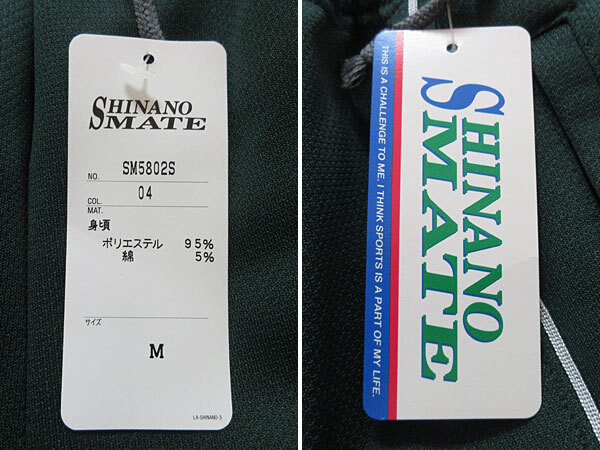 SHINANO
MATE
NO. SM5802S
COL. 04
MAT.
身頃
ポリエステル 95%
綿 5%
サイズ
M
LA-SHINANO-3
SHINANO
MATE
THIS IS A CHALLENGE TO ME. I THINK SPORTS IS A PART OF MY LIFE.